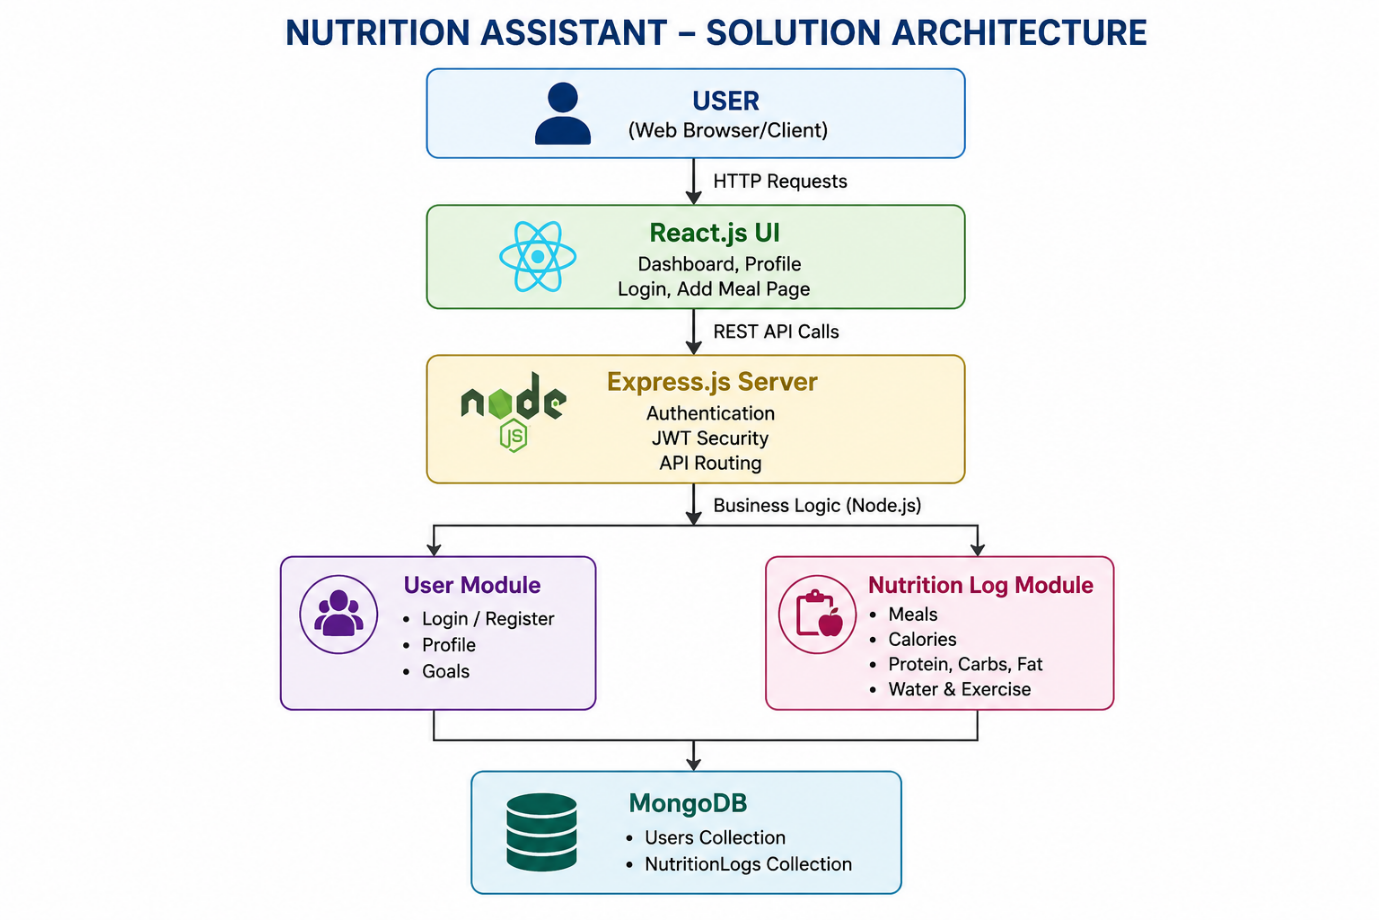 NUTRITION ASSISTANT – SOLUTION ARCHITECTURE
USER
(Web Browser/Client)
HTTP Requests
React.js UI
Dashboard, Profile
Login, Add Meal Page
REST API Calls
node
JS
Express.js Server
Authentication
JWT Security
API Routing
Business Logic (Node.js)
User Module
• Login / Register
• Profile
• Goals
Nutrition Log Module
• Meals
• Calories
• Protein, Carbs, Fat
• Water & Exercise
MongoDB
• Users Collection
• NutritionLogs Collection